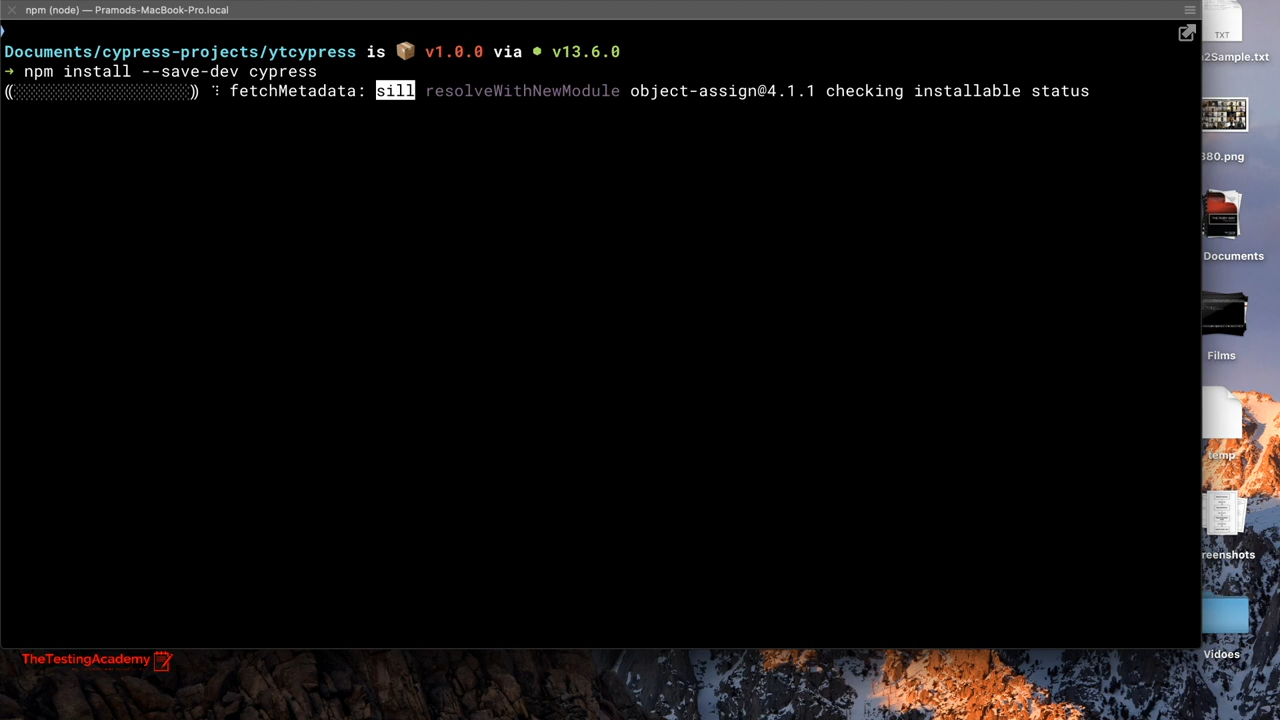 npm (node) — Pramods-MacBook-Pro.local
Documents/cypress-projects/ytcypress is 📦 v1.0.0 via ⬢ v13.6.0
➜ npm install --save-dev cypress
((░░░░░░░░░░░░░░░░░░)) ⠹ fetchMetadata: sill resolveWithNewModule object-assign@4.1.1 checking installable status
TXT
2Sample.txt
380.png
Documents
Films
temp
reenshots
Vidoes
TheTestingAcademy